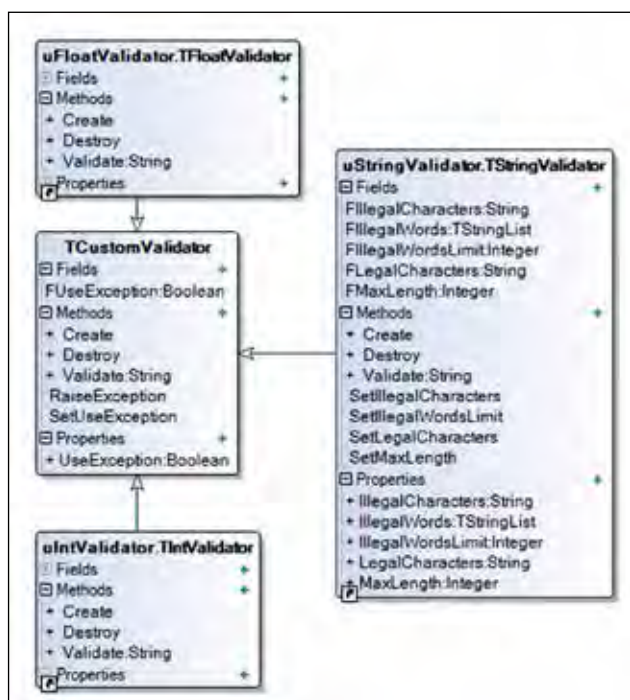 uFloatValidator.TFloatValidator
Fields +
Methods +
+ Create
+ Destroy
+ Validate:String
Properties +
TCustomValidator
Fields +
FUseException:Boolean
Methods +
+ Create
+ Destroy
+ Validate:String
RaiseException
SetUseException
Properties +
+ UseException:Boolean
uIntValidator.TIntValidator
Fields +
Methods +
+ Create
+ Destroy
+ Validate:String
Properties +
uStringValidator.TStringValidator
Fields +
FIllegalCharacters:String
FIllegalWords:TStringList
FIllegalWordsLimit:Integer
FLegalCharacters:String
FMaxLength:Integer
Methods +
+ Create
+ Destroy
+ Validate:String
SetIllegalCharacters
SetIllegalWordsLimit
SetLegalCharacters
SetMaxLength
Properties +
+ IllegalCharacters:String
+ IllegalWords:TStringList
+ IllegalWordsLimit:Integer
+ LegalCharacters:String
+ MaxLength:Integer